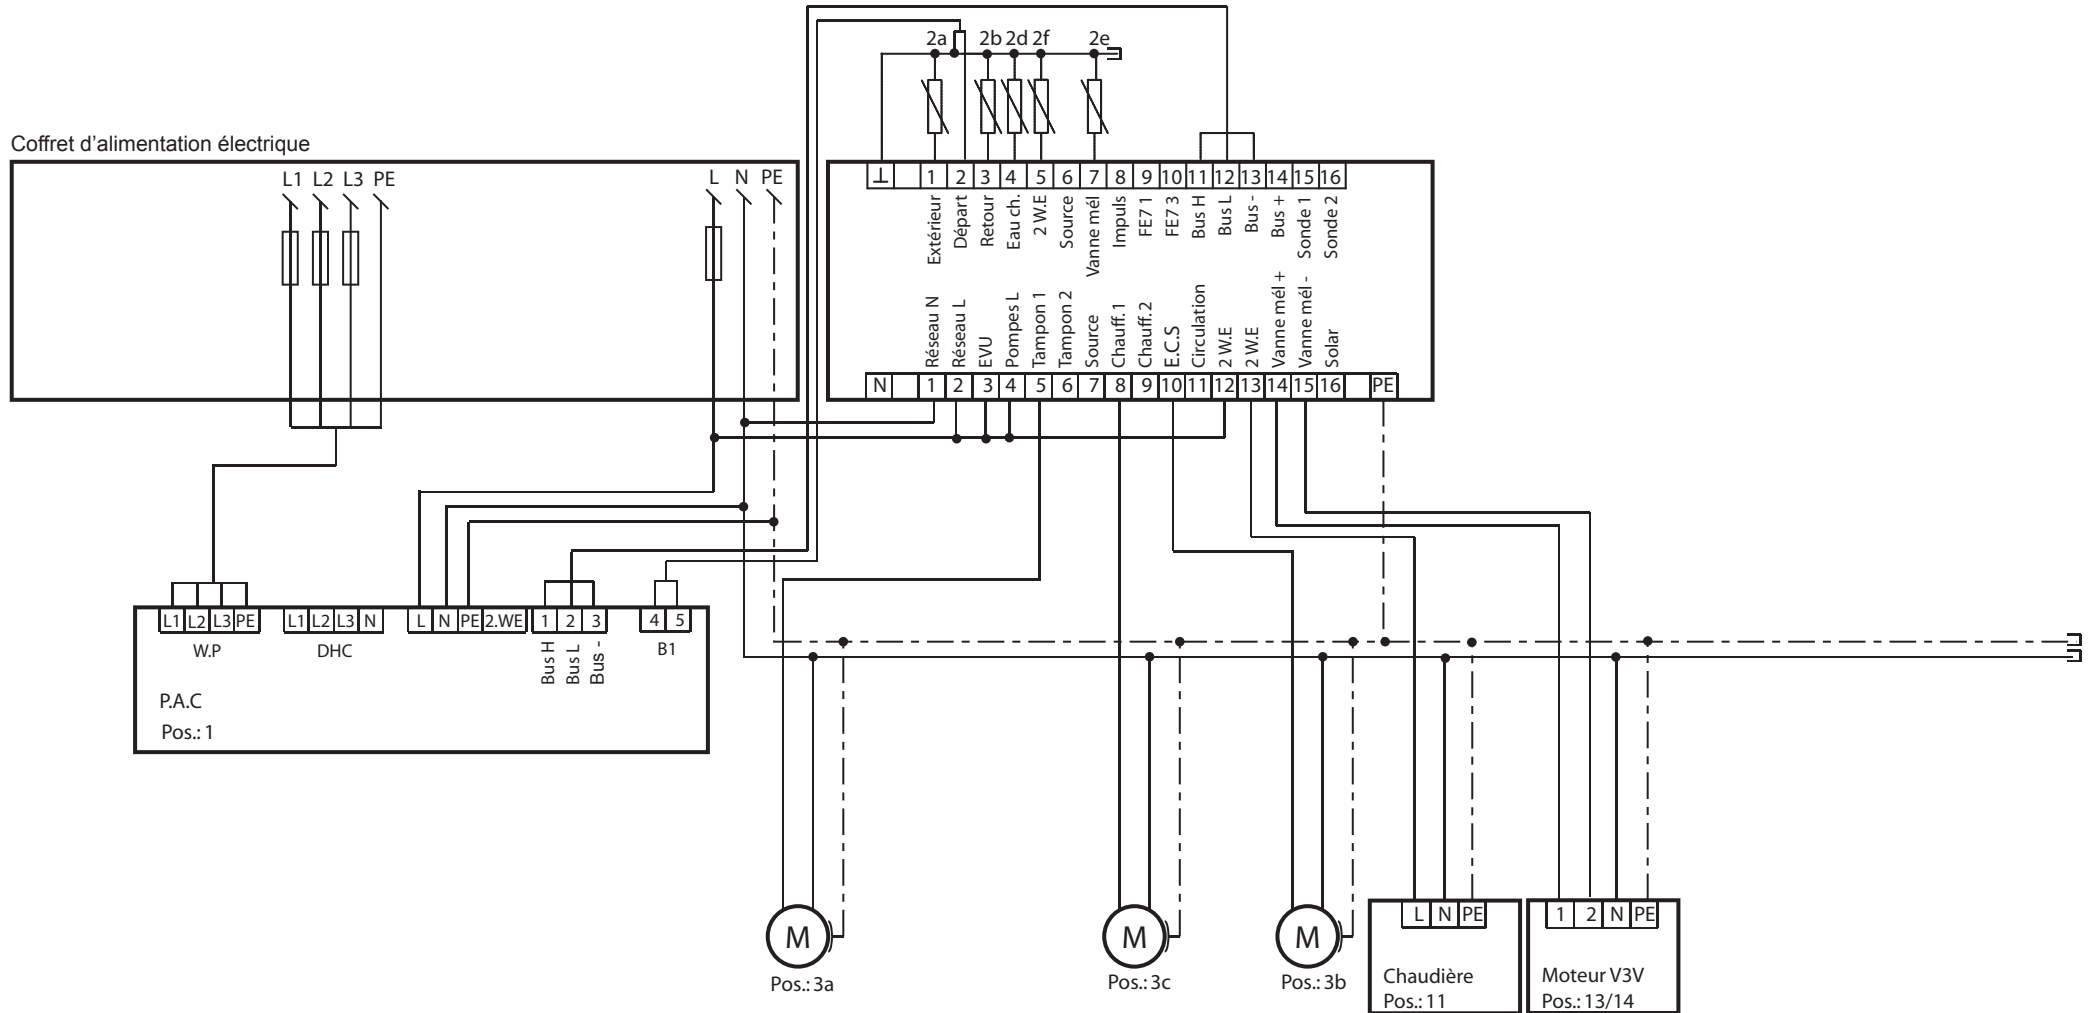 2a 2b 2d 2f 2e
Coffret d'alimentation électrique
L1 L2 L3 PE
L N PE
⊥ 1 2 3 4 5 6 7 8 9 10 11 12 13 14 15 16
Extérieur
Départ
Retour
Eau ch.
2 W.E
Source
Vanne mél
Impuls
FE7 1
FE7 3
Bus H
Bus L
Bus -
Bus +
Sonde 1
Sonde 2
Réseau N
Réseau L
EVU
Pompes L
Tampon 1
Tampon 2
Source
Chauff. 1
Chauff. 2
E.C.S
Circulation
2 W.E
2 W.E
Vanne mél +
Vanne mél -
Solar
N 1 2 3 4 5 6 7 8 9 10 11 12 13 14 15 16 PE
L1 L2 L3 PE
L1 L2 L3 N
L N PE 2.WE
1 2 3
4 5
W.P
DHC
Bus H
Bus L
Bus -
B1
P.A.C
Pos.: 1
M
Pos.: 3a
M
Pos.: 3c
M
Pos.: 3b
L N PE
Chaudière
Pos.: 11
1 2 N PE
Moteur V3V
Pos.: 13/14